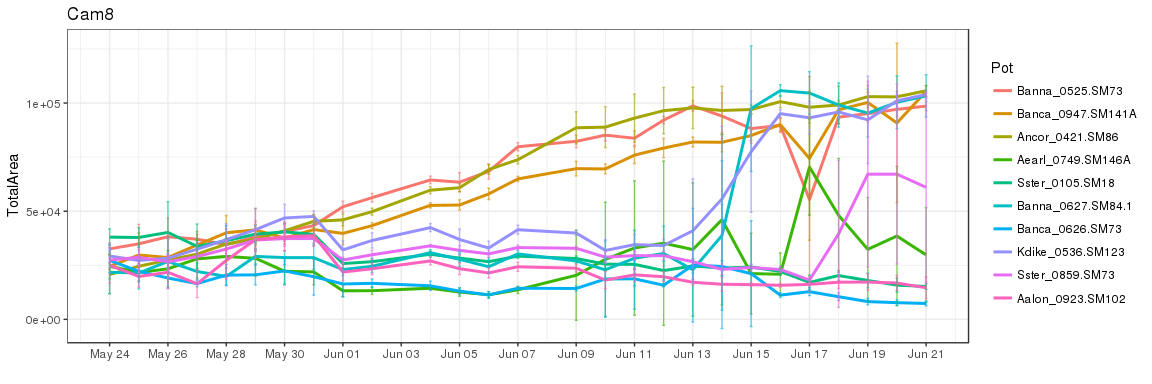 Cam8
TotalArea
1e+05
5e+04
0e+00
May 24 May 26 May 28 May 30 Jun 01 Jun 03 Jun 05 Jun 07 Jun 09 Jun 11 Jun 13 Jun 15 Jun 17 Jun 19 Jun 21
Pot
Banna_0525.SM73
Banca_0947.SM141A
Ancor_0421.SM86
Aearl_0749.SM146A
Sster_0105.SM18
Banna_0627.SM84.1
Banca_0626.SM73
Kdike_0536.SM123
Sster_0859.SM73
Aalon_0923.SM102